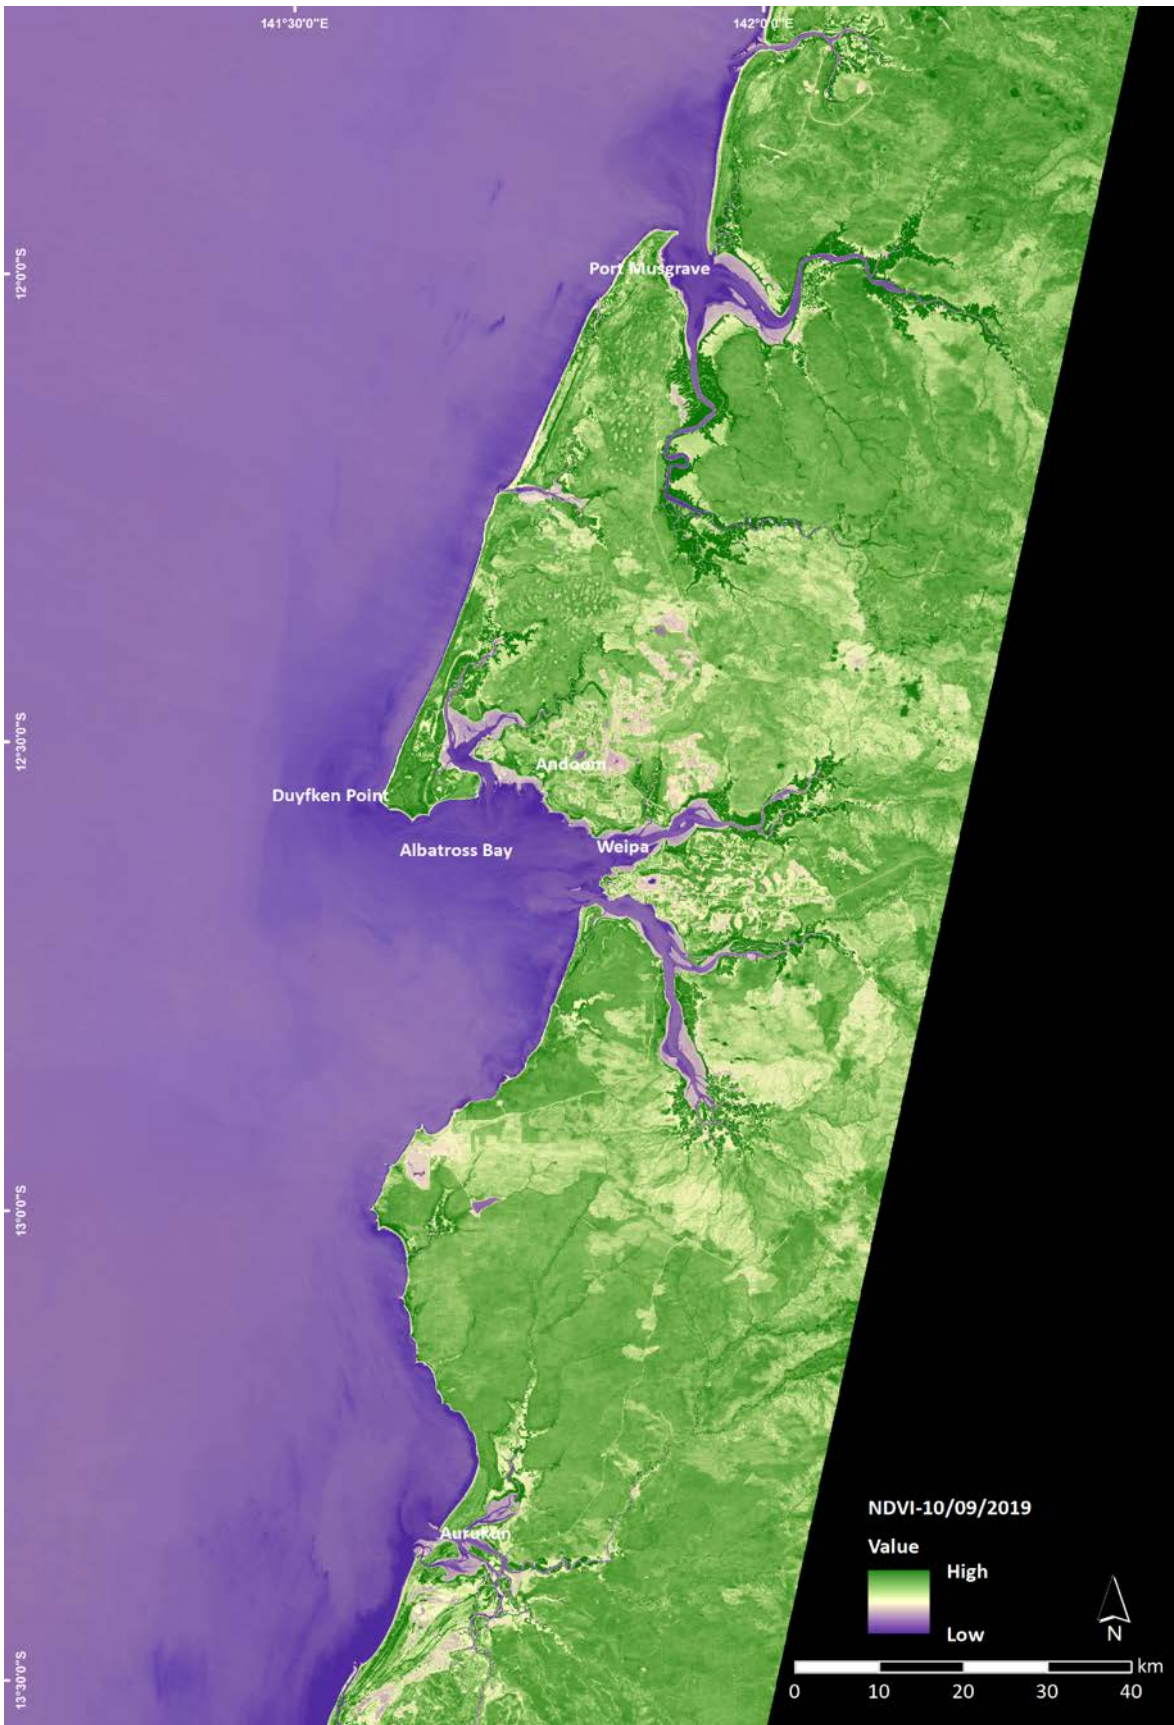 141°30'0"E
142°0'0"E
12°0'0"S
Port Musgrave
12°30'0"S
Andoom
Duyfken Point
Albatross Bay
Weipa
13°0'0"S
Aurukun
13°30'0"S
NDVI-10/09/2019
Value
High
Low
N
km
0 10 20 30 40